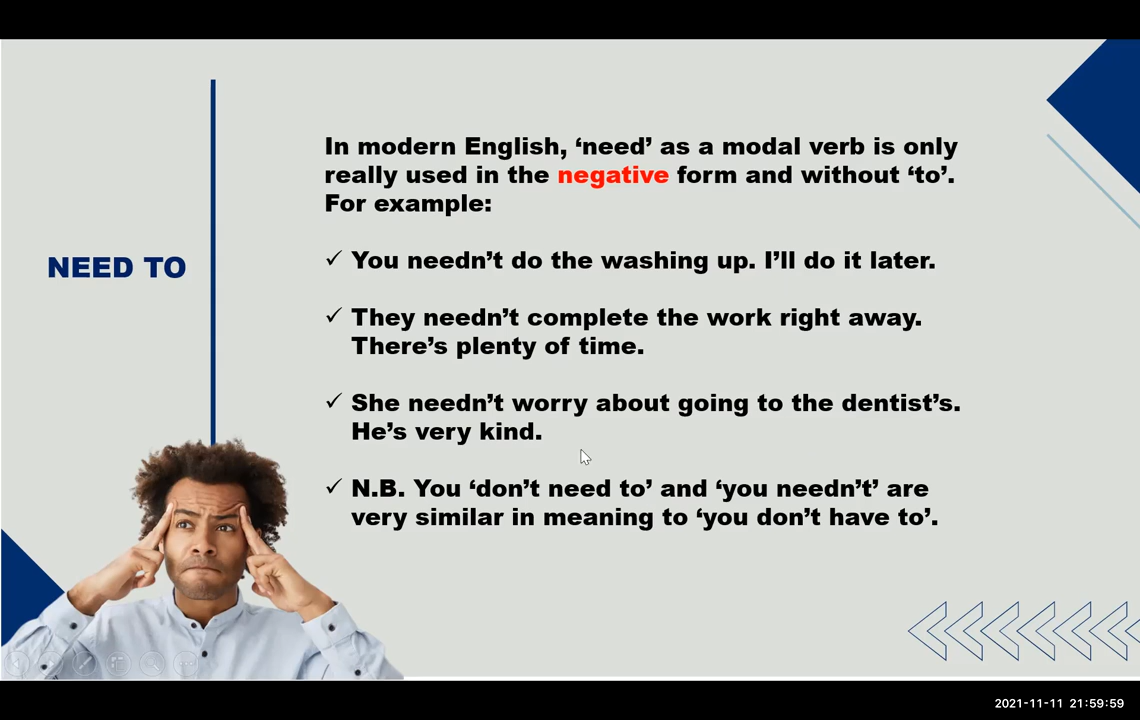 NEED TO
In modern English, ‘need’ as a modal verb is only
really used in the negative form and without ‘to’.
For example:
✓ You needn’t do the washing up. I’ll do it later.
✓ They needn’t complete the work right away.
There’s plenty of time.
✓ She needn’t worry about going to the dentist’s.
He’s very kind.
✓ N.B. You ‘don’t need to’ and ‘you needn’t’ are
very similar in meaning to ‘you don’t have to’.
2021-11-11 21:59:59